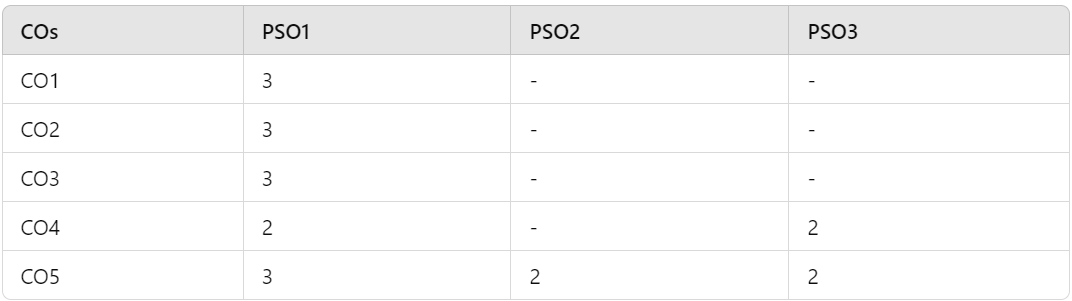 COs PSO1 PSO2 PSO3
CO1 3 - -
CO2 3 - -
CO3 3 - -
CO4 2 - 2
CO5 3 2 2